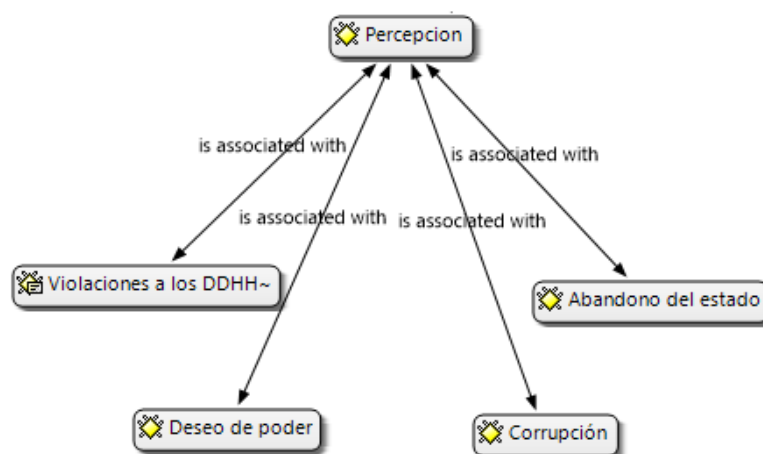 Percepcion
is associated with
is associated with
is associated with
is associated with
Violaciones a los DDHH~
Abandono del estado
Deseo de poder
Corrupción